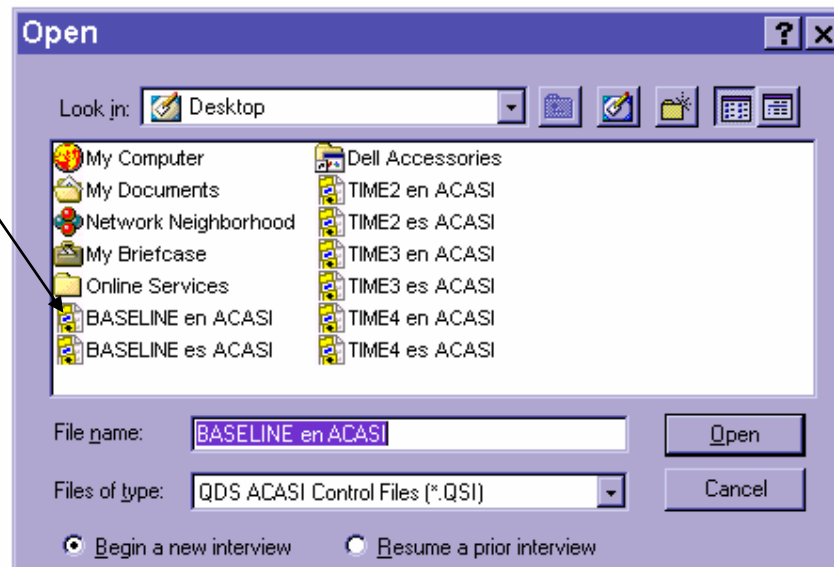 Open
Look in: Desktop
My Computer
My Documents
Network Neighborhood
My Briefcase
Online Services
BASELINE en ACASI
BASELINE es ACASI
Dell Accessories
TIME2 en ACASI
TIME2 es ACASI
TIME3 en ACASI
TIME3 es ACASI
TIME4 en ACASI
TIME4 es ACASI
File name: BASELINE en ACASI Open
Files of type: QDS ACASI Control Files (*.QSI) Cancel
Begin a new interview Resume a prior interview